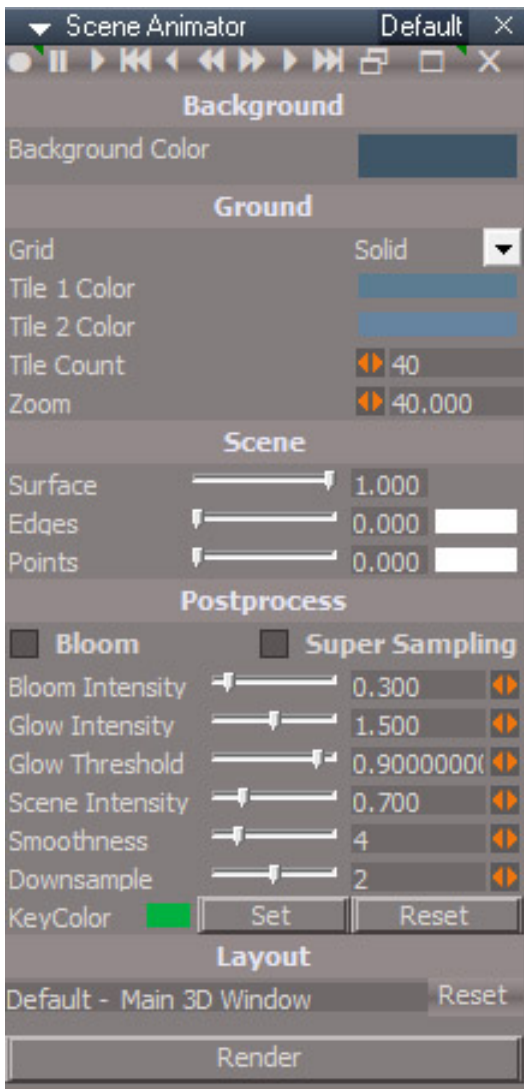 Scene Animator Default
Background
Background Color
Ground
Grid Solid
Tile 1 Color
Tile 2 Color
Tile Count 40
Zoom 40.000
Scene
Surface 1.000
Edges 0.000
Points 0.000
Postprocess
Bloom Super Sampling
Bloom Intensity 0.300
Glow Intensity 1.500
Glow Threshold 0.9000000(
Scene Intensity 0.700
Smoothness 4
Downsample 2
KeyColor Set Reset
Layout
Default - Main 3D Window Reset
Render